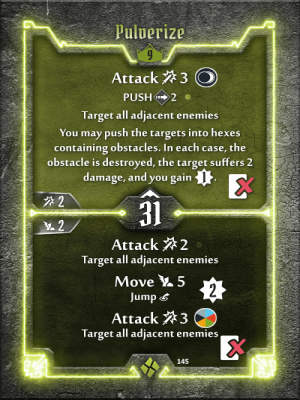 Pulverize
9
Attack 3
PUSH 2
Target all adjacent enemies
You may push the targets into hexes
containing obstacles. In each case, the
obstacle is destroyed, the target suffers 2
damage, and you gain 1.
2
31
2
Attack 2
Target all adjacent enemies
Move 5
Jump
2
Attack 3
Target all adjacent enemies
145